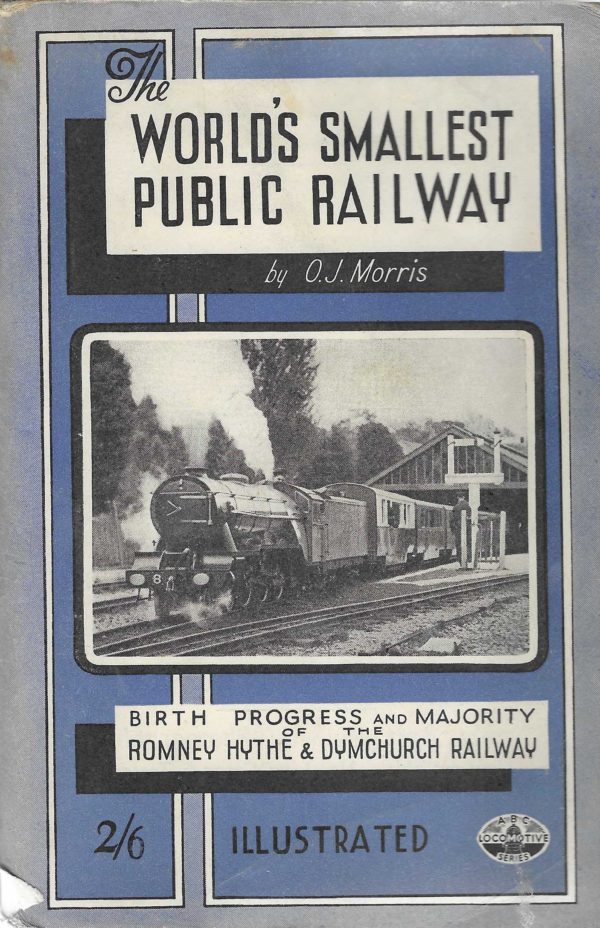 The
WORLD'S SMALLEST
PUBLIC RAILWAY
by O.J. Morris
8
BIRTH PROGRESS AND MAJORITY
OF THE
ROMNEY HYTHE & DYMCHURCH RAILWAY
2/6 ILLUSTRATED
ABC
LOCOMOTIVE
SERIES